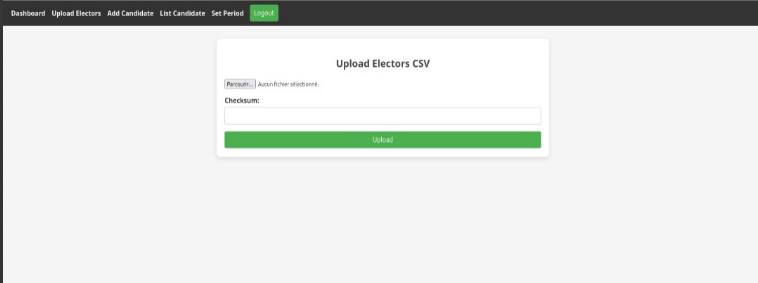 Dashboard Upload Electors Add Candidate List Candidate Set Period Logout
Upload Electors CSV
Parcourir... Aucun fichier sélectionné.
Checksum:
Upload